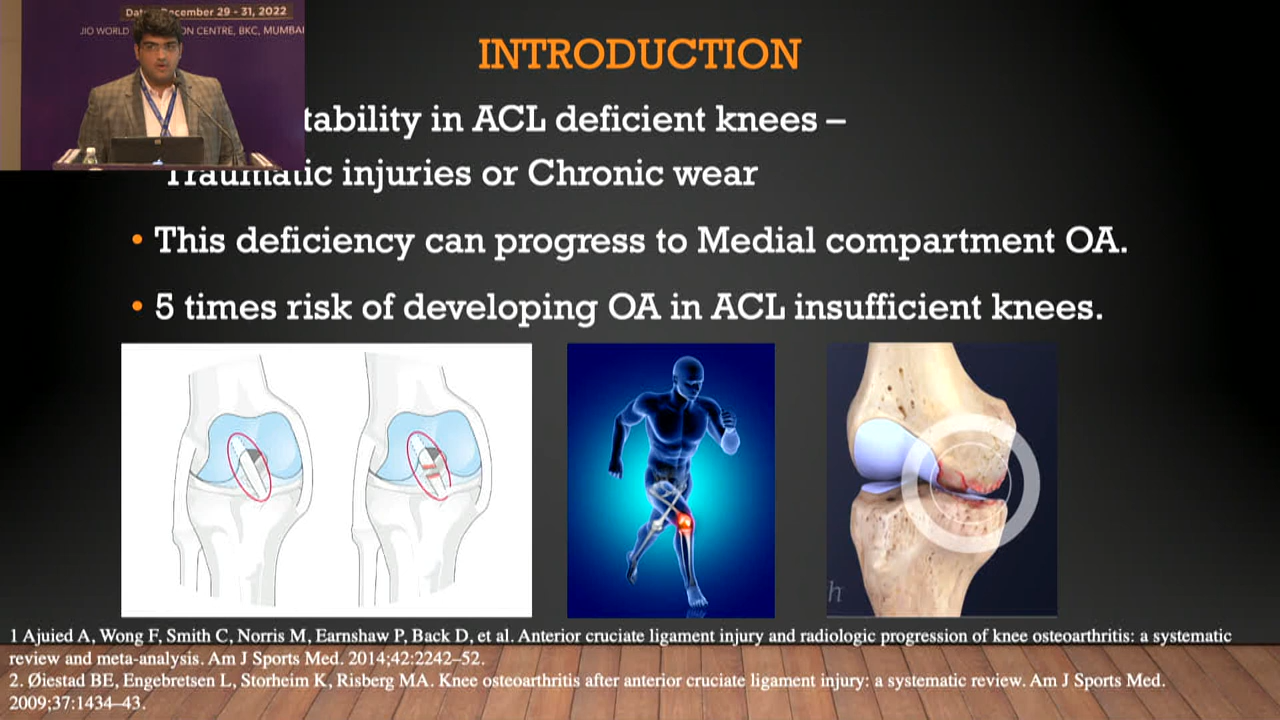 December 29 - 31, 2022
JIO WORLD ON CENTRE, BKC, MUMBAI
INTRODUCTION
tability in ACL deficient knees –
Traumatic injuries or Chronic wear
• This deficiency can progress to Medial compartment OA.
• 5 times risk of developing OA in ACL insufficient knees.
h
1 Ajuied A, Wong F, Smith C, Norris M, Earnshaw P, Back D, et al. Anterior cruciate ligament injury and radiologic progression of knee osteoarthritis: a systematic
review and meta-analysis. Am J Sports Med. 2014;42:2242–52.
2. Øiestad BE, Engebretsen L, Storheim K, Risberg MA. Knee osteoarthritis after anterior cruciate ligament injury: a systematic review. Am J Sports Med.
2009;37:1434–43.